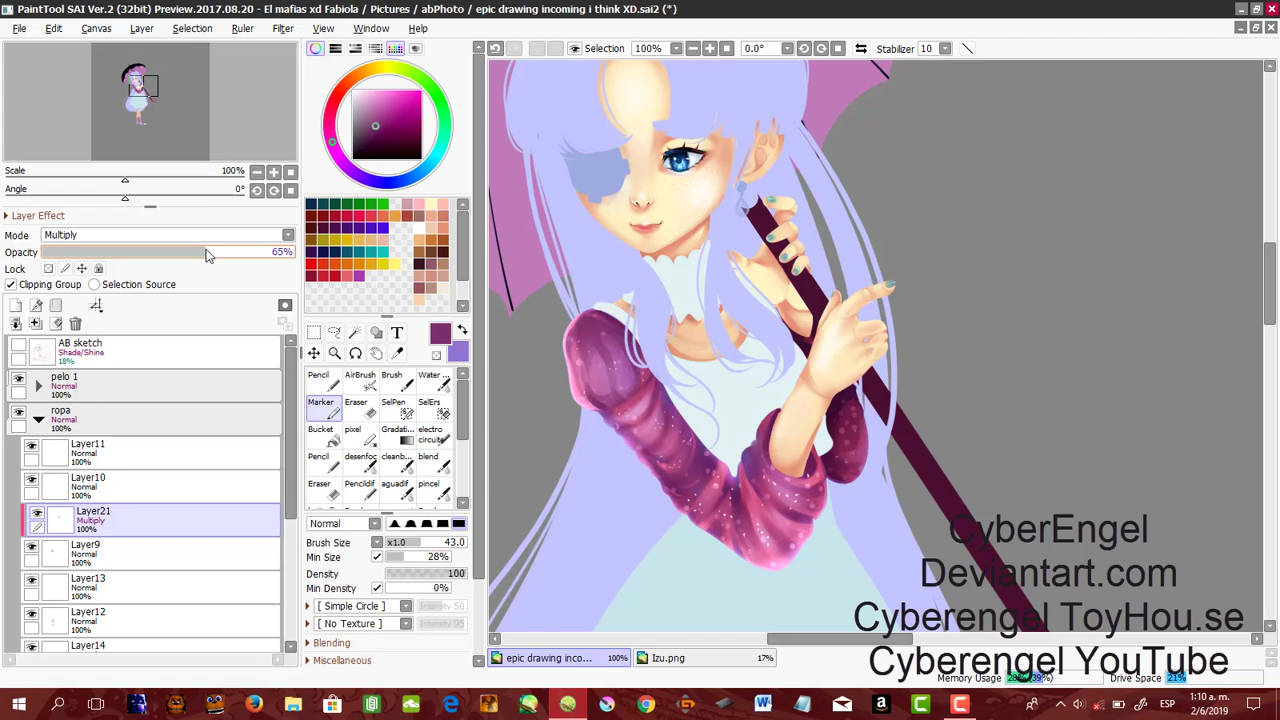 PaintTool SAI Ver.2 (32bit) Preview.2017.08.20 - El mafias xd Fabiola / Pictures / abPhoto / epic drawing incoming i think XD.sai2 (*)
File Edit Canvas Layer Selection Ruler Filter View Window Help
Selection 100% 0.0° Stabilizer 10
Scale 100%
Angle 0°
Layer Effect
Mode Multiply
Opacity 65%
Lock
Clipping Group Selection Source
AB sketch
Shade/Shine
18%
pelo 1
Normal
100%
ropa
Normal
100%
Layer11
Normal
100%
Layer10
Normal
100%
Layer21
Multiply
100%
Layer9
Normal
100%
Layer13
Normal
100%
Layer12
Normal
100%
Layer14
T
Pencil AirBrush Brush Water ...
Marker Eraser SelPen SelErs
Bucket pixel Gradati... electro circuite
Pencil desenfoc cleanb... blend
Eraser Pencildif aguadif pincel
Normal
Brush Size x1.0 43.0
Min Size 28%
Density 100
Min Density 0%
[ Simple Circle ] Intensity 50
[ No Texture ] Intensity 95
Blending
Miscellaneous
epic drawing inco... 100% Izu.png 17%
CyberEngel
Deviantart.com
Cyberengel ToyHou.se
Cyberengel YouTube
Memory Usage Drive Space 21%
ESP
1:10 a. m.
2/6/2019